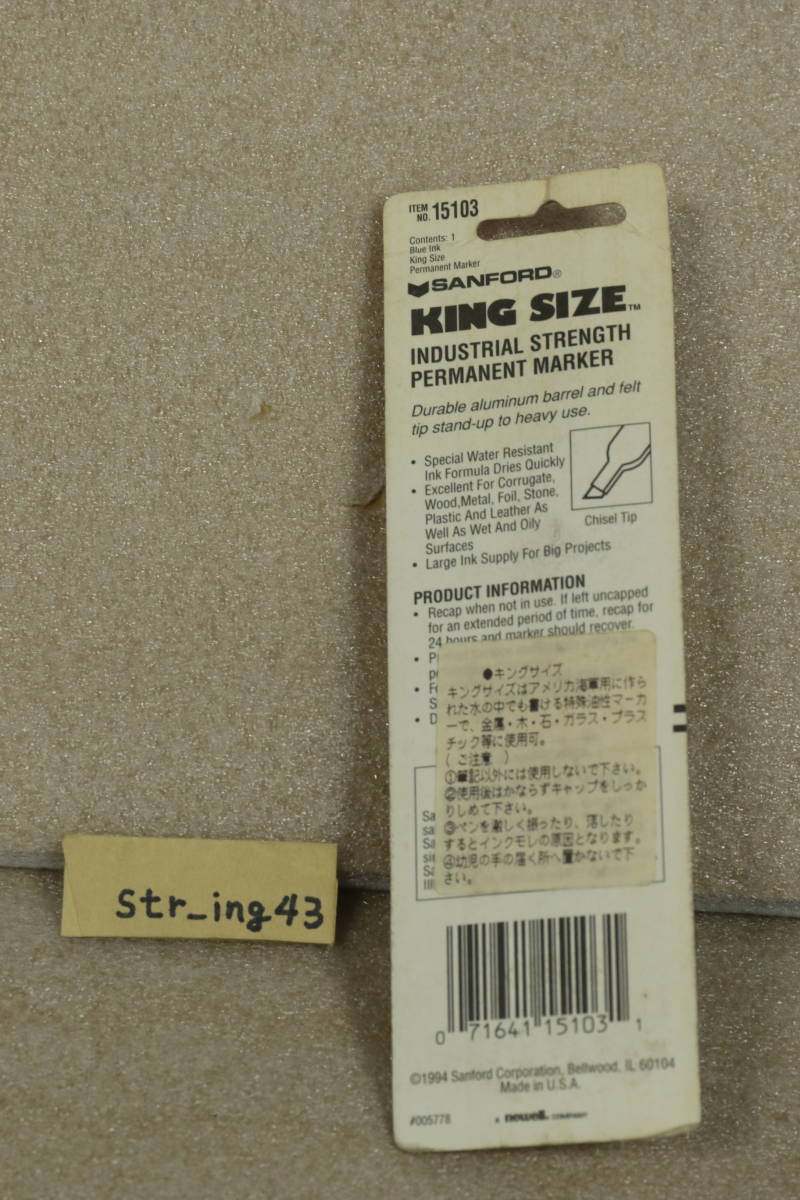 ITEM NO. 15103
Contents: 1
Blue Ink
King Size
Permanent Marker
SANFORD®
KING SIZE™
INDUSTRIAL STRENGTH
PERMANENT MARKER
Durable aluminum barrel and felt
tip stand-up to heavy use.
• Special Water Resistant
Ink Formula Dries Quickly
• Excellent For Corrugate,
Wood,Metal, Foil, Stone,
Plastic And Leather As
Well As Wet And Oily
Surfaces
• Large Ink Supply For Big Projects
Chisel Tip
PRODUCT INFORMATION
• Recap when not in use. If left uncapped
for an extended period of time, recap for
24 hours and marker should recover.
●キングサイズ
キングサイズはアメリカ海軍用に作ら
れた水の中でも書ける特殊油性マーカ
ーで、金属・木・石・ガラス・プラス
チック等に使用可。
(ご注意)
①筆記以外には使用しないで下さい。
②使用後はかならずキャップをしっか
りしめて下さい。
③ペンを激しく振ったり、落したり
するとインクモレの原因となります。
④幼児の手の届く所へ置かないで下
さい。
Str_ing43
0 71641 15103 1
©1994 Sanford Corporation, Bellwood, IL 60104
Made in U.S.A.
#005778
A newell COMPANY